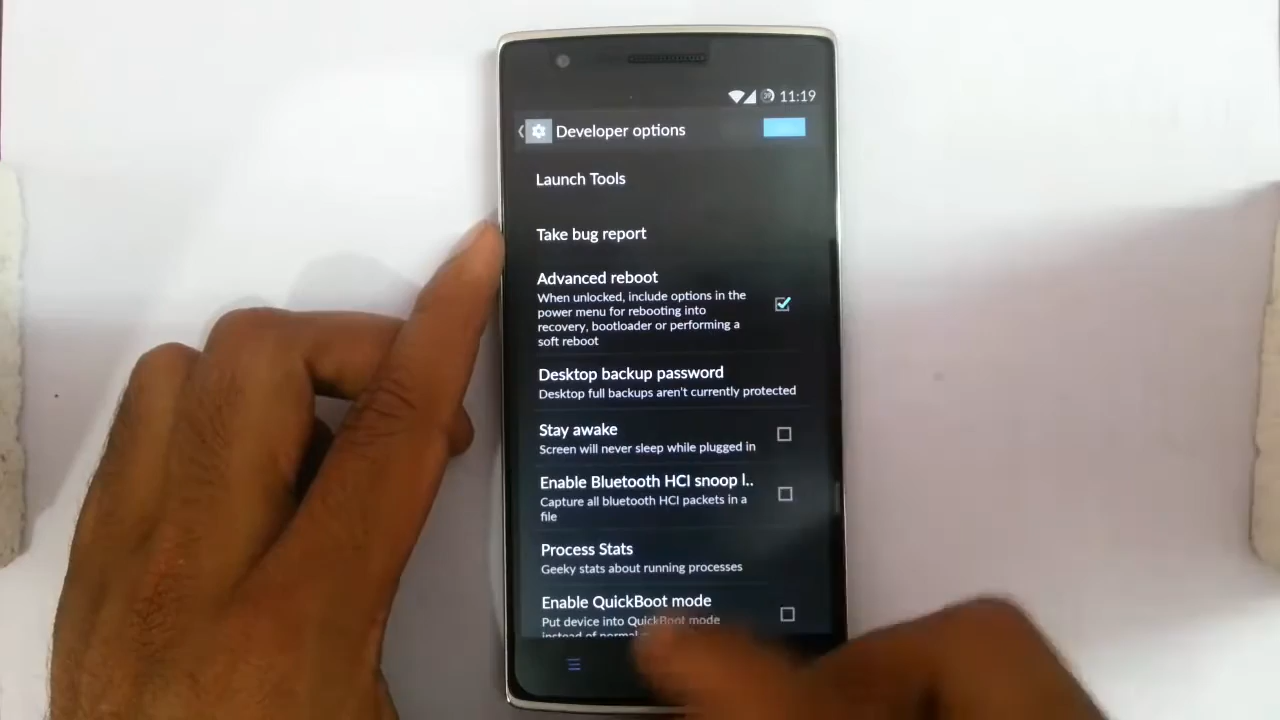 11:19
Developer options
Launch Tools
Take bug report
Advanced reboot
When unlocked, include options in the
power menu for rebooting into
recovery, bootloader or performing a
soft reboot
Desktop backup password
Desktop full backups aren't currently protected
Stay awake
Screen will never sleep while plugged in
Enable Bluetooth HCI snoop l..
Capture all bluetooth HCI packets in a
file
Process Stats
Geeky stats about running processes
Enable QuickBoot mode
Put device into QuickBoot mode
instead of normal